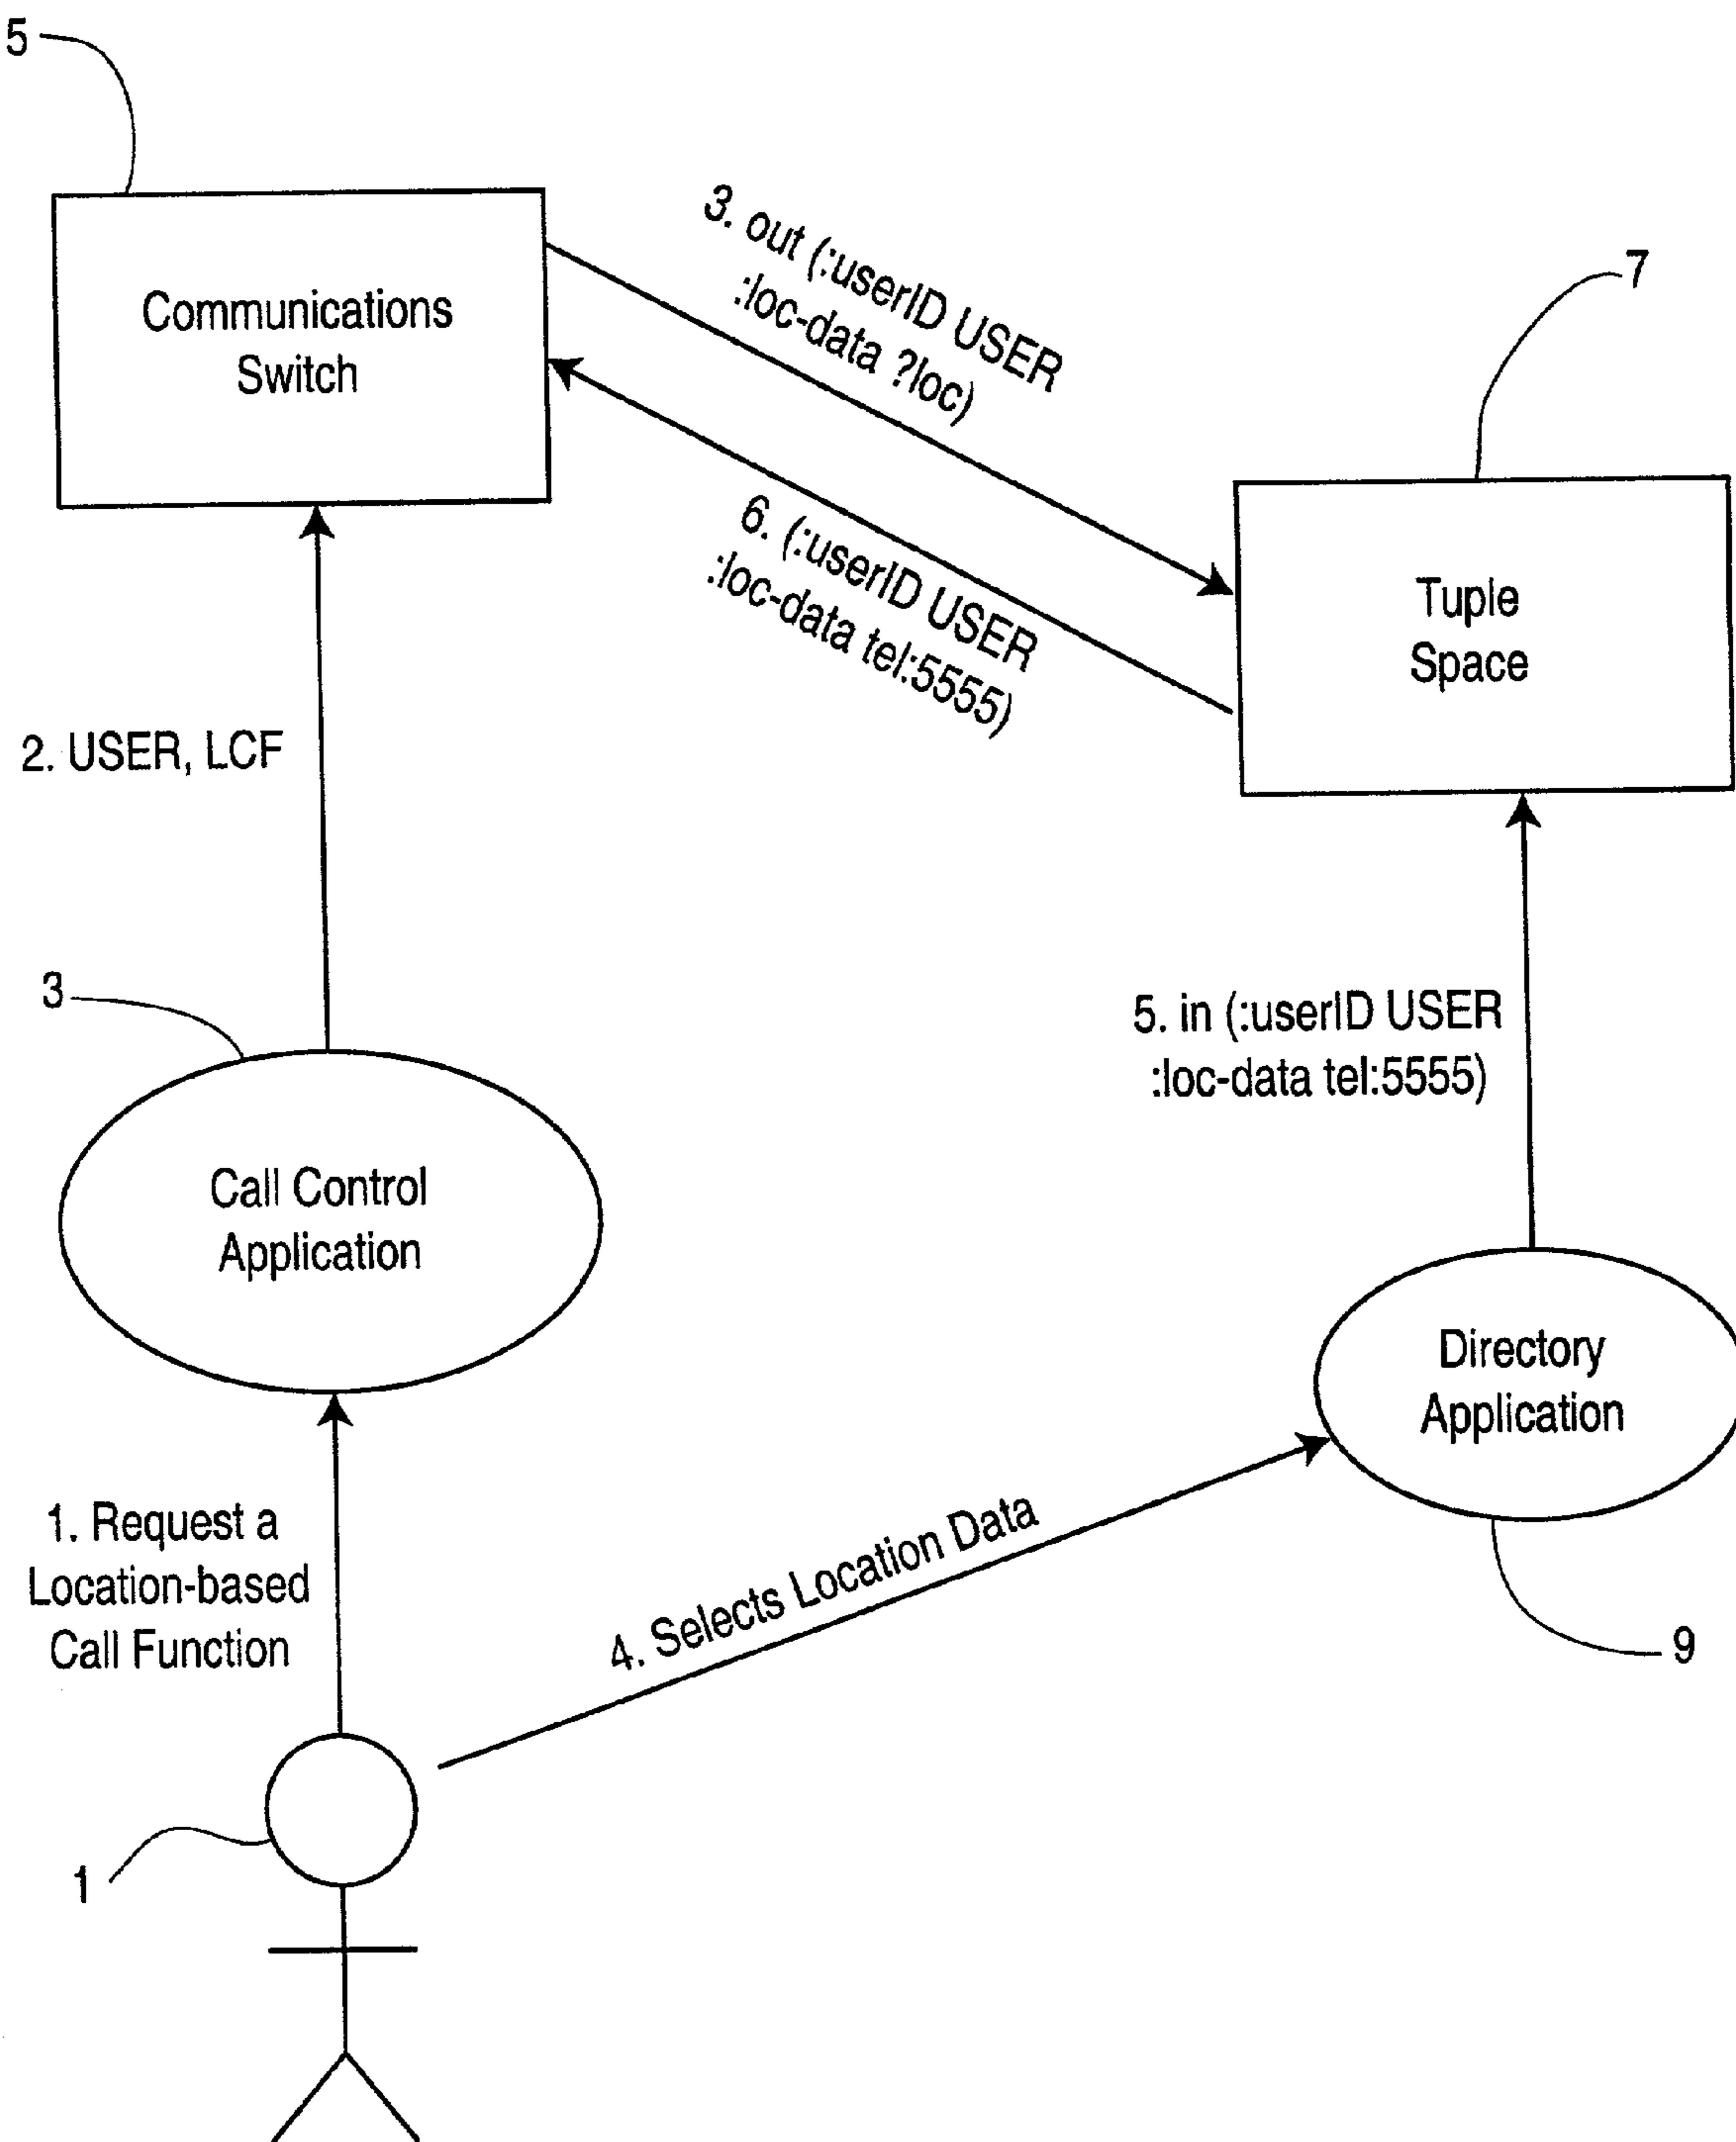 5
Communications
Switch
3. out (:userID USER
:loc-data ?loc)
7
6. (:userID USER
:loc-data tel:5555)
Tuple
Space
2. USER, LCF
3
5. in (:userID USER
:loc-data tel:5555)
Call Control
Application
Directory
Application
1. Request a
Location-based
Call Function
4. Selects Location Data
9
1